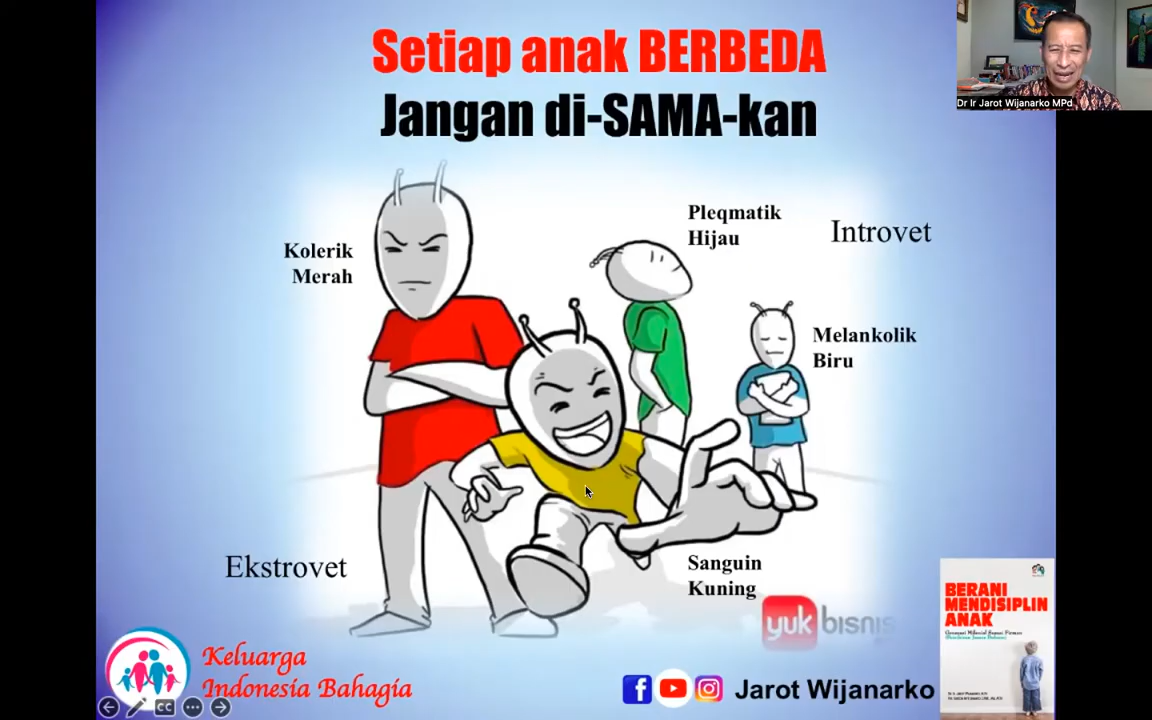 Setiap anak BERBEDA
Jangan di-SAMA-kan
Dr Ir Jarot Wijanarko MPd
Kolerik
Merah
Pleqmatik
Hijau
Introvet
Melankolik
Biru
Ekstrovet
Sanguin
Kuning
yuk bisnis
Keluarga
Indonesia Bahagia
Jarot Wijanarko
BERANI
MENDISIPLIN
ANAK
CC